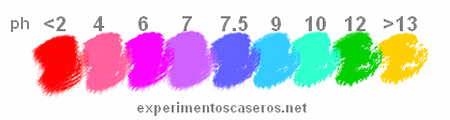 ph <2 4 6 7 7.5 9 10 12 >13
experimentoscaseros.net